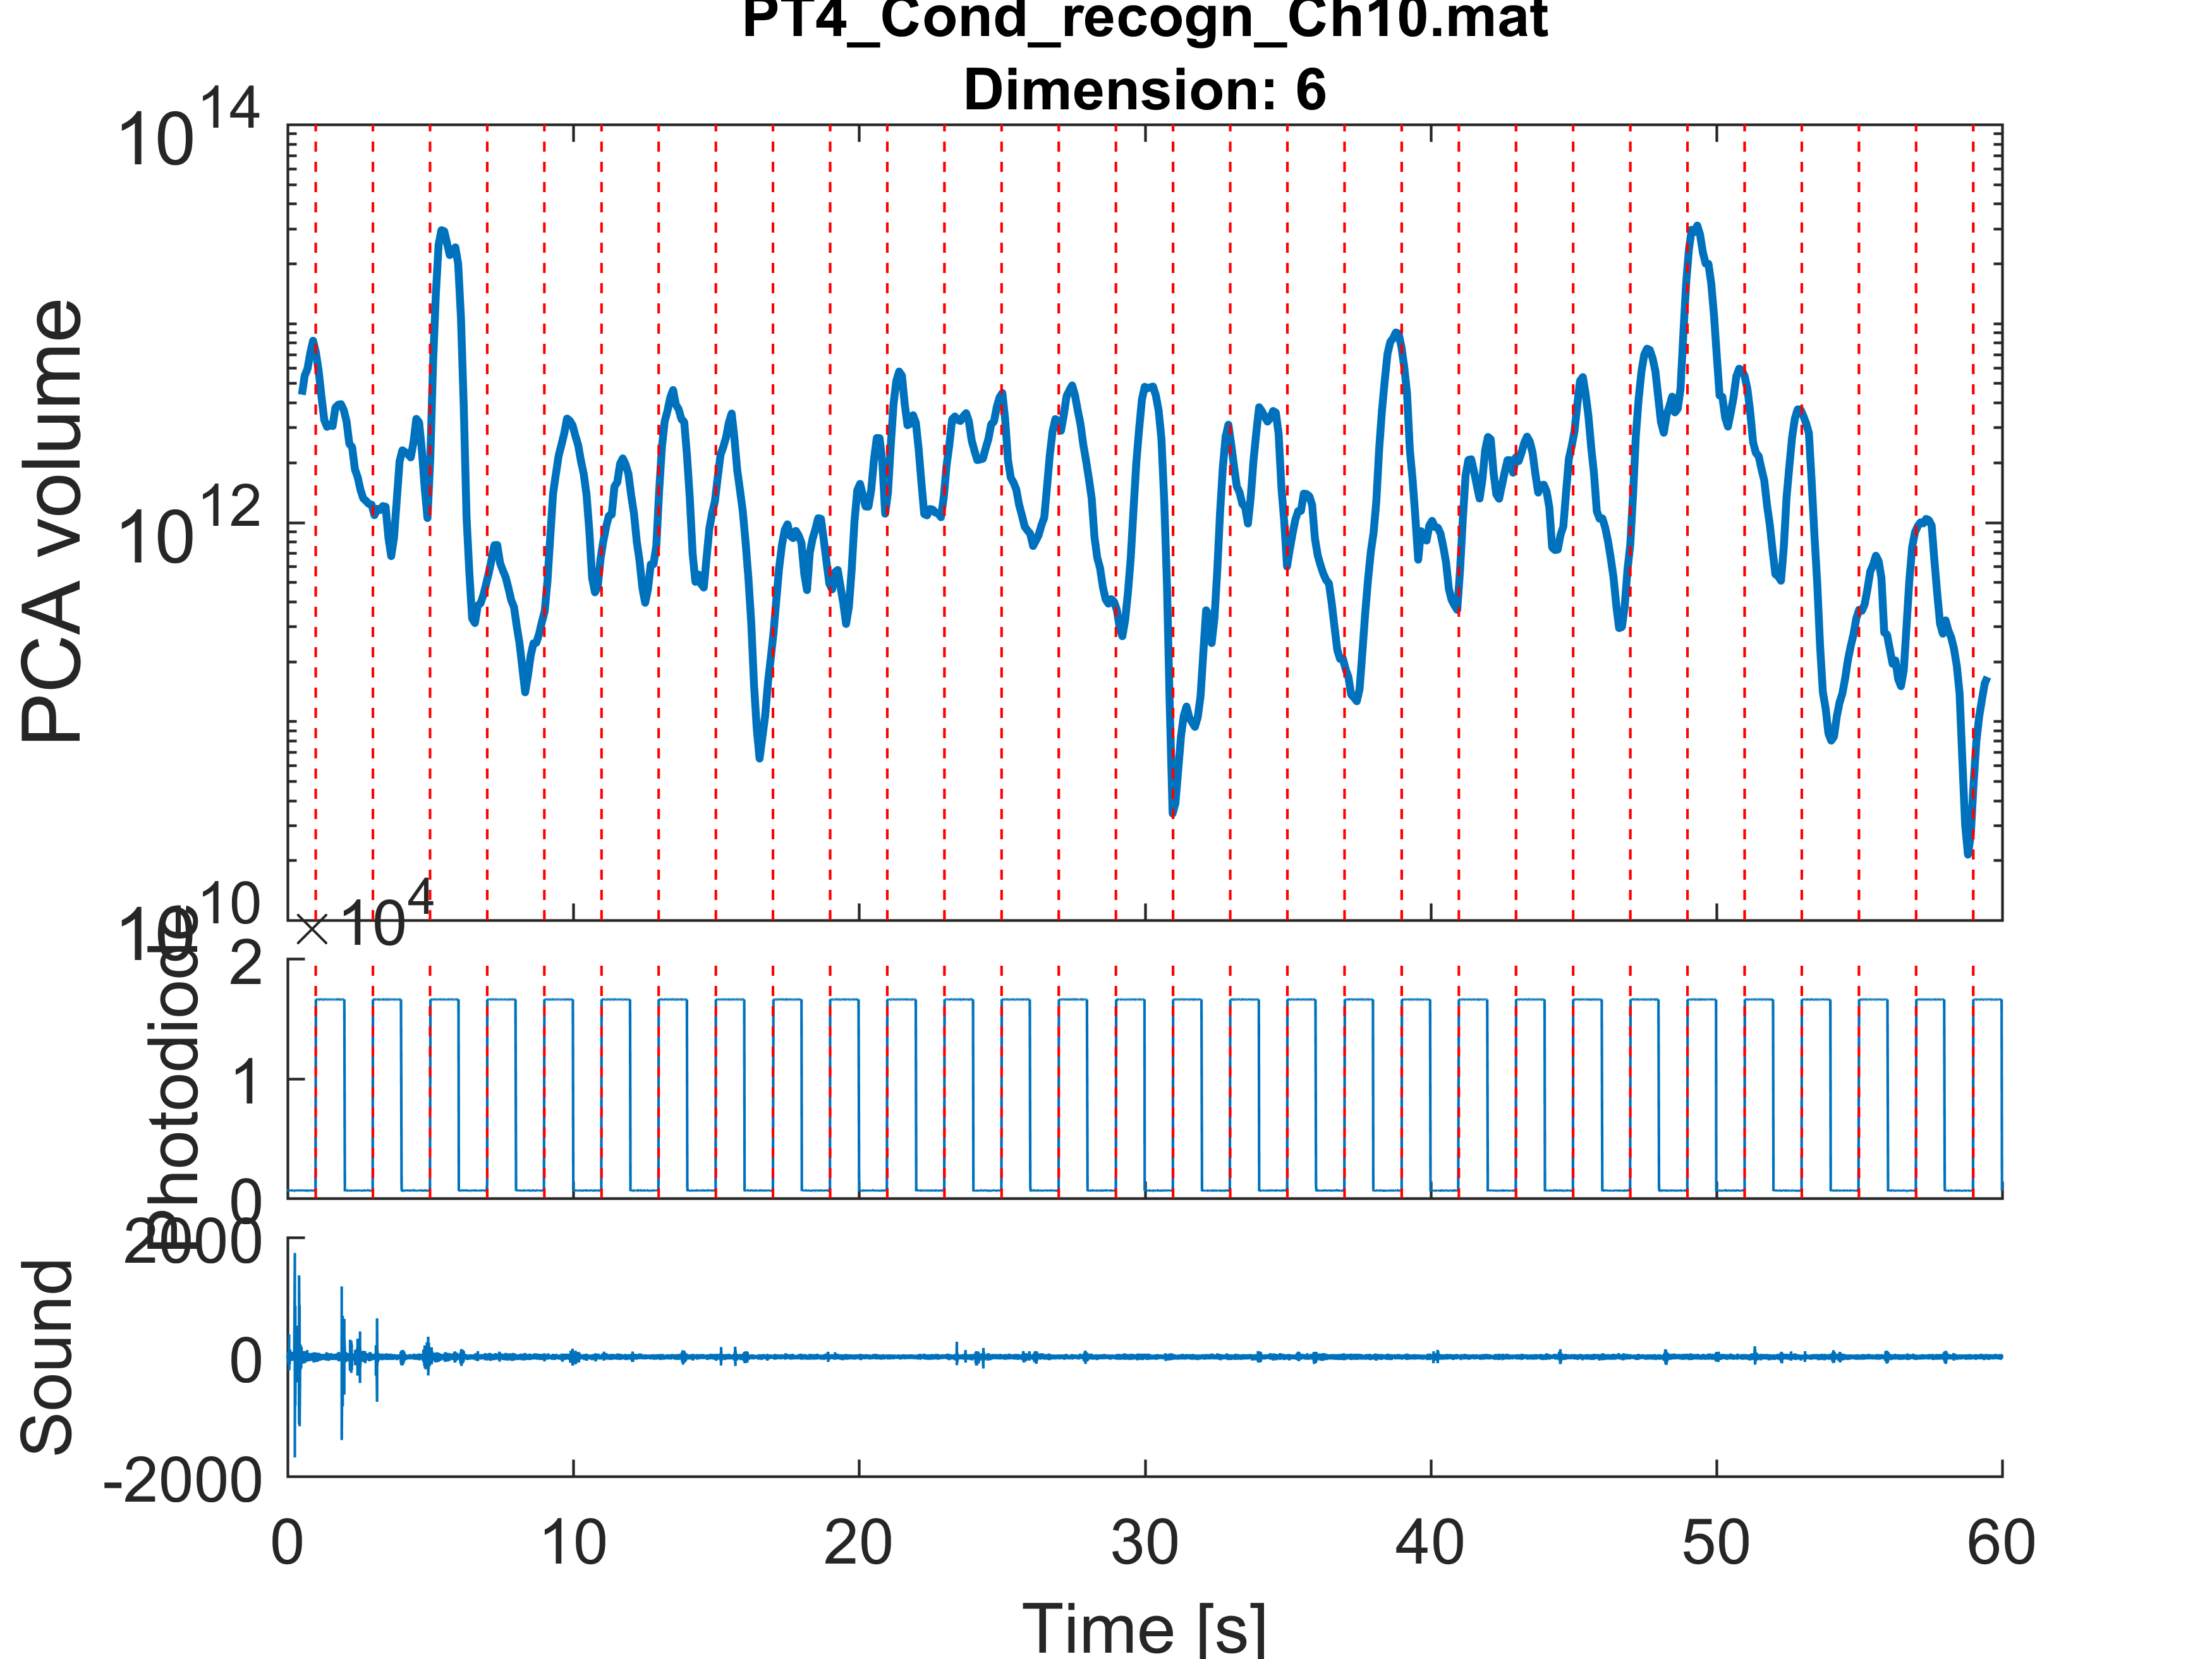 PT4_Cond_recogn_Ch10.mat
Dimension: 6
10^14
10^12
10^10
PCA volume
×10^4
2
1
0
Photodiode
2000
0
-2000
Sound
0 10 20 30 40 50 60
Time [s]